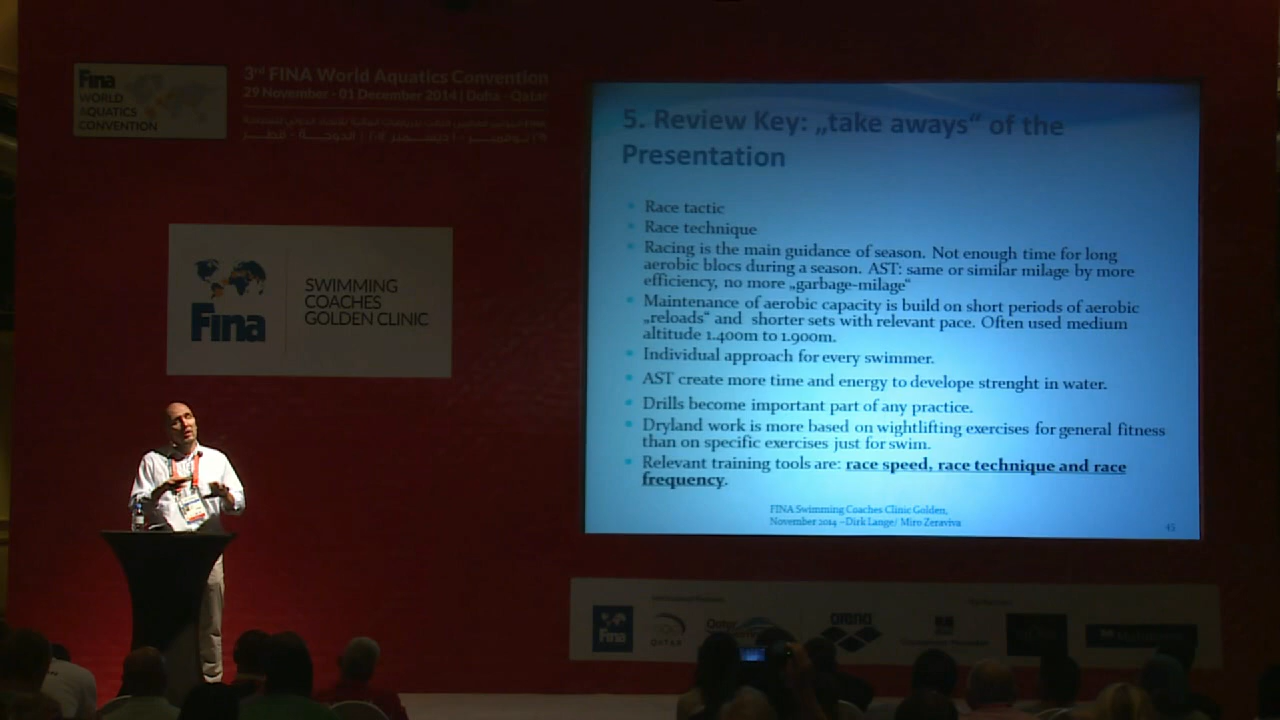 Fina
WORLD
AQUATICS
CONVENTION
3rd FINA World Aquatics Convention
29 November - 01 December 2014 | Doha - Qatar
Fina
SWIMMING
COACHES
GOLDEN CLINIC
5. Review Key: „take aways“ of the
Presentation
Race tactic
Race technique
Racing is the main guidance of season. Not enough time for long
aerobic blocs during a season. AST: same or similar milage by more
efficiency, no more „garbage-milage“
Maintenance of aerobic capacity is build on short periods of aerobic
„reloads“ and shorter sets with relevant pace. Often used medium
altitude 1.400m to 1.900m.
Individual approach for every swimmer.
AST create more time and energy to develope strenght in water.
Drills become important part of any practice.
Dryland work is more based on wightlifting exercises for general fitness
than on specific exercises just for swim.
Relevant training tools are: race speed, race technique and race
frequency.
FINA Swimming Coaches Clinic Golden,
November 2014 –Dirk Lange/ Miro Zeraviva
Fina
QATAR
Qatar
arena